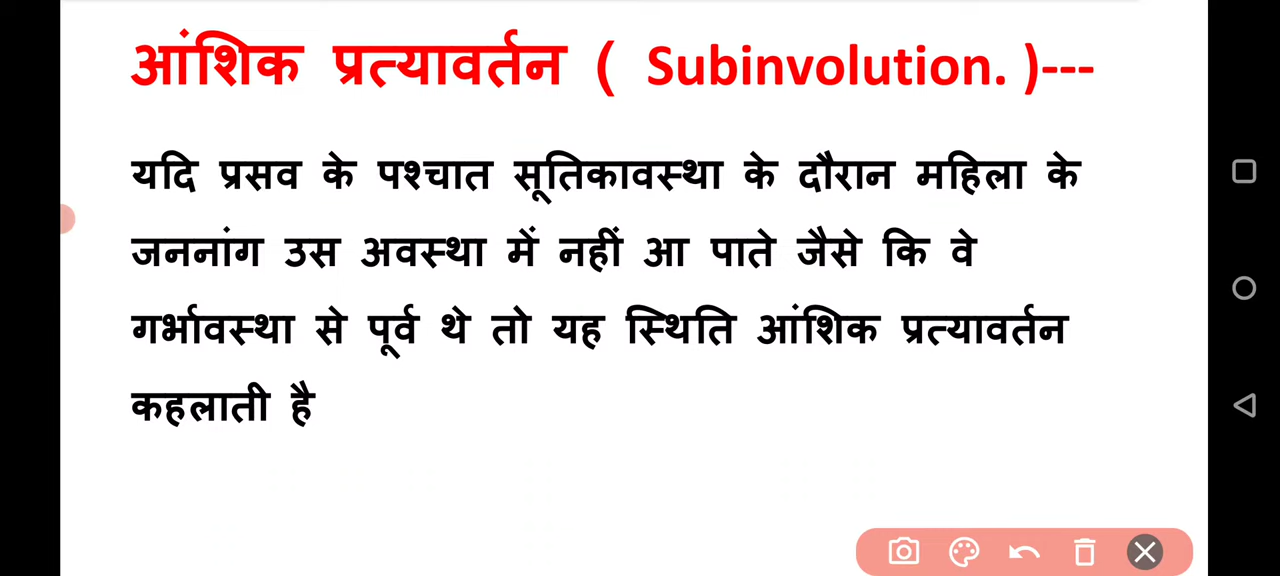 आंशिक प्रत्यावर्तन ( Subinvolution. )---
यदि प्रसव के पश्चात सूतिकावस्था के दौरान महिला के
जननांग उस अवस्था में नहीं आ पाते जैसे कि वे
गर्भावस्था से पूर्व थे तो यह स्थिति आंशिक प्रत्यावर्तन
कहलाती है